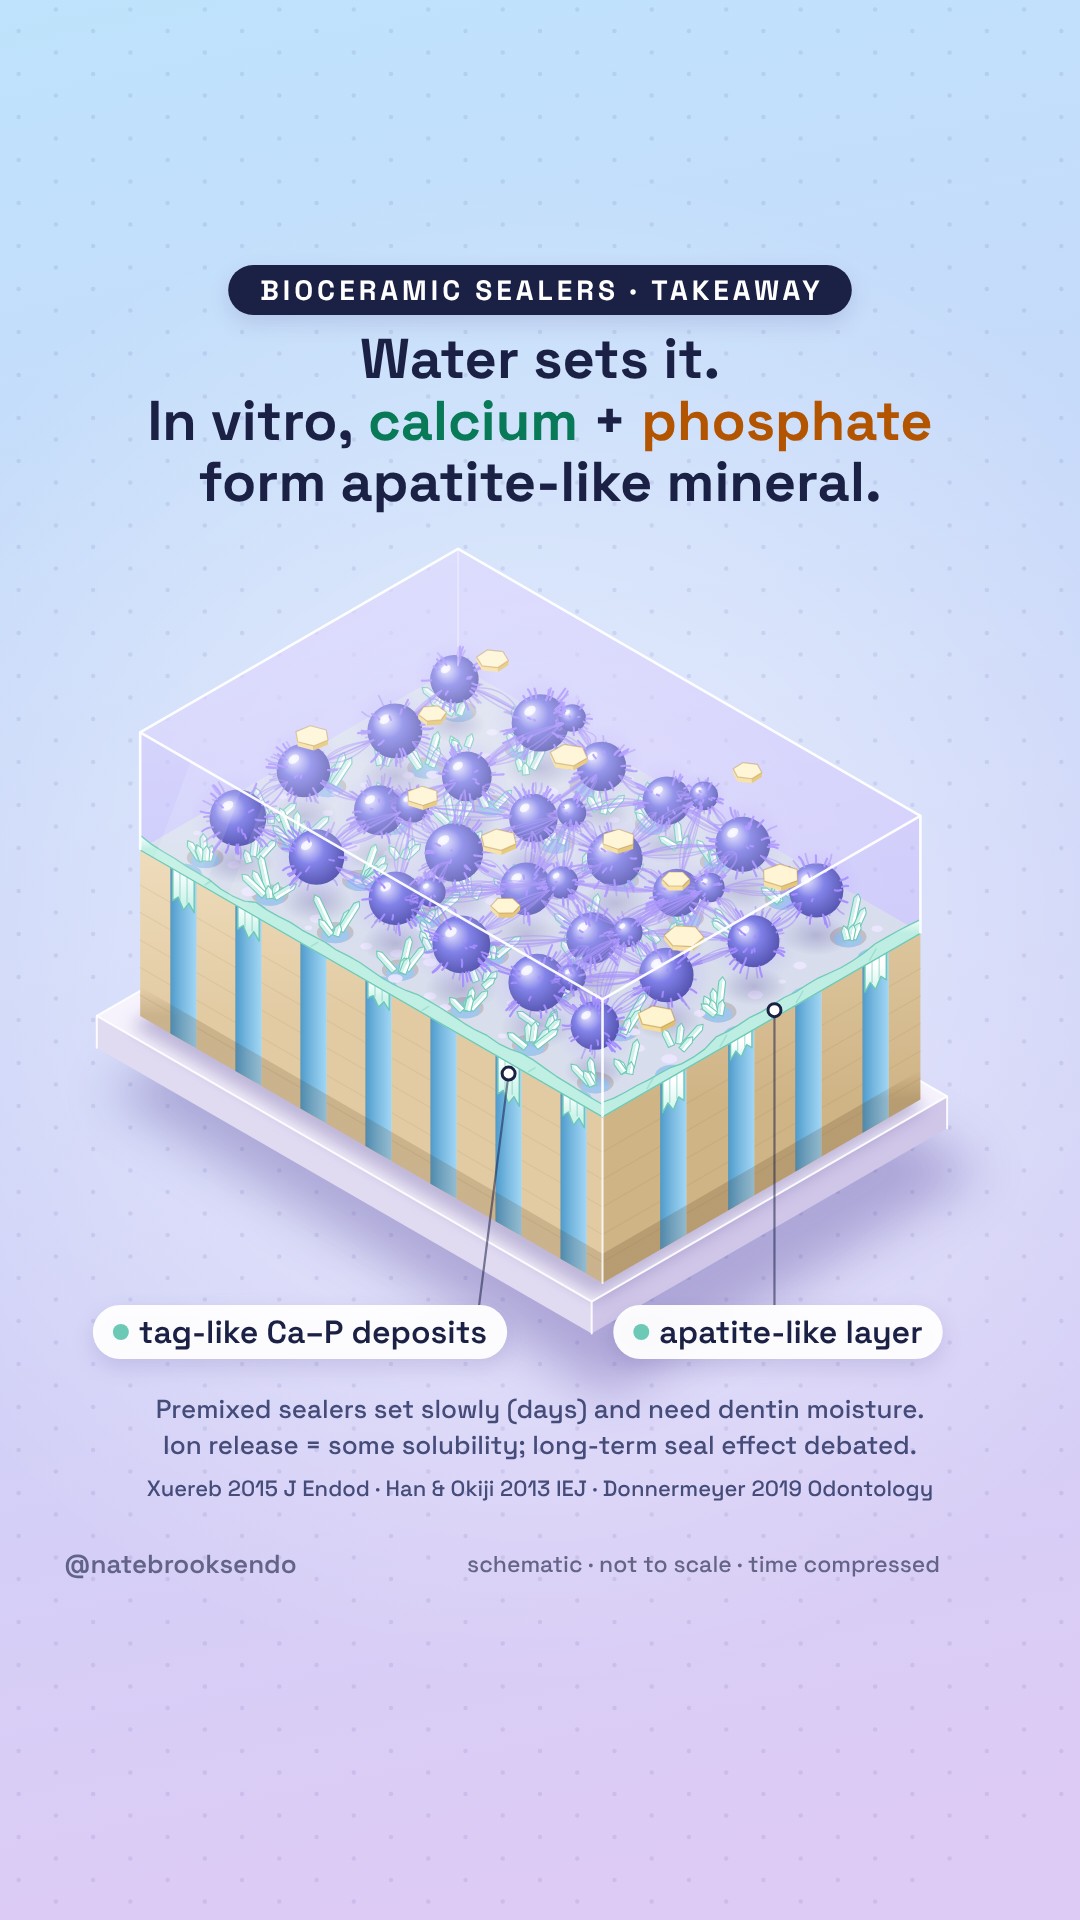 BIOCERAMIC SEALERS · TAKEAWAY
Water sets it.
In vitro, calcium + phosphate
form apatite-like mineral.
tag-like Ca–P deposits
apatite-like layer
Premixed sealers set slowly (days) and need dentin moisture.
Ion release = some solubility; long-term seal effect debated.
Xuereb 2015 J Endod · Han & Okiji 2013 IEJ · Donnermeyer 2019 Odontology
@natebrooksendo
schematic · not to scale · time compressed